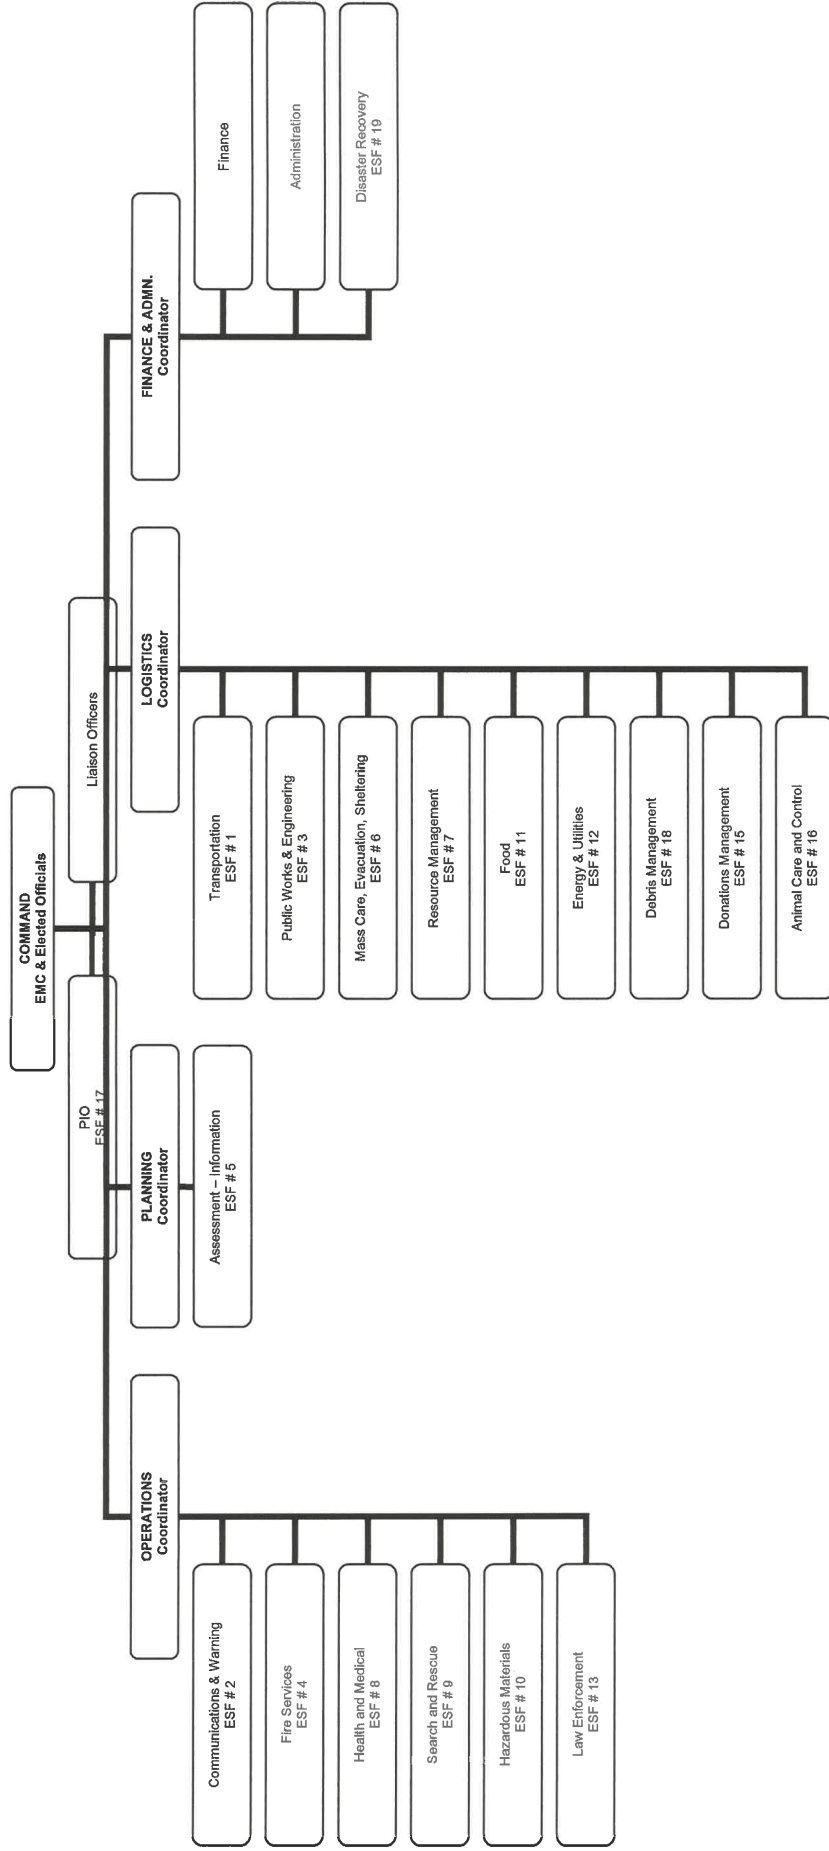 COMMAND
EMC & Elected Officials
PIO
ESF # 17
Liaison Officers
OPERATIONS
Coordinator
Communications & Warning
ESF # 2
Fire Services
ESF # 4
Health and Medical
ESF # 8
Search and Rescue
ESF # 9
Hazardous Materials
ESF # 10
Law Enforcement
ESF # 13
PLANNING
Coordinator
Assessment – Information
ESF # 5
LOGISTICS
Coordinator
Transportation
ESF # 1
Public Works & Engineering
ESF # 3
Mass Care, Evacuation, Sheltering
ESF # 6
Resource Management
ESF # 7
Food
ESF # 11
Energy & Utilities
ESF # 12
Debris Management
ESF # 18
Donations Management
ESF # 15
Animal Care and Control
ESF # 16
FINANCE & ADMN.
Coordinator
Finance
Administration
Disaster Recovery
ESF # 19